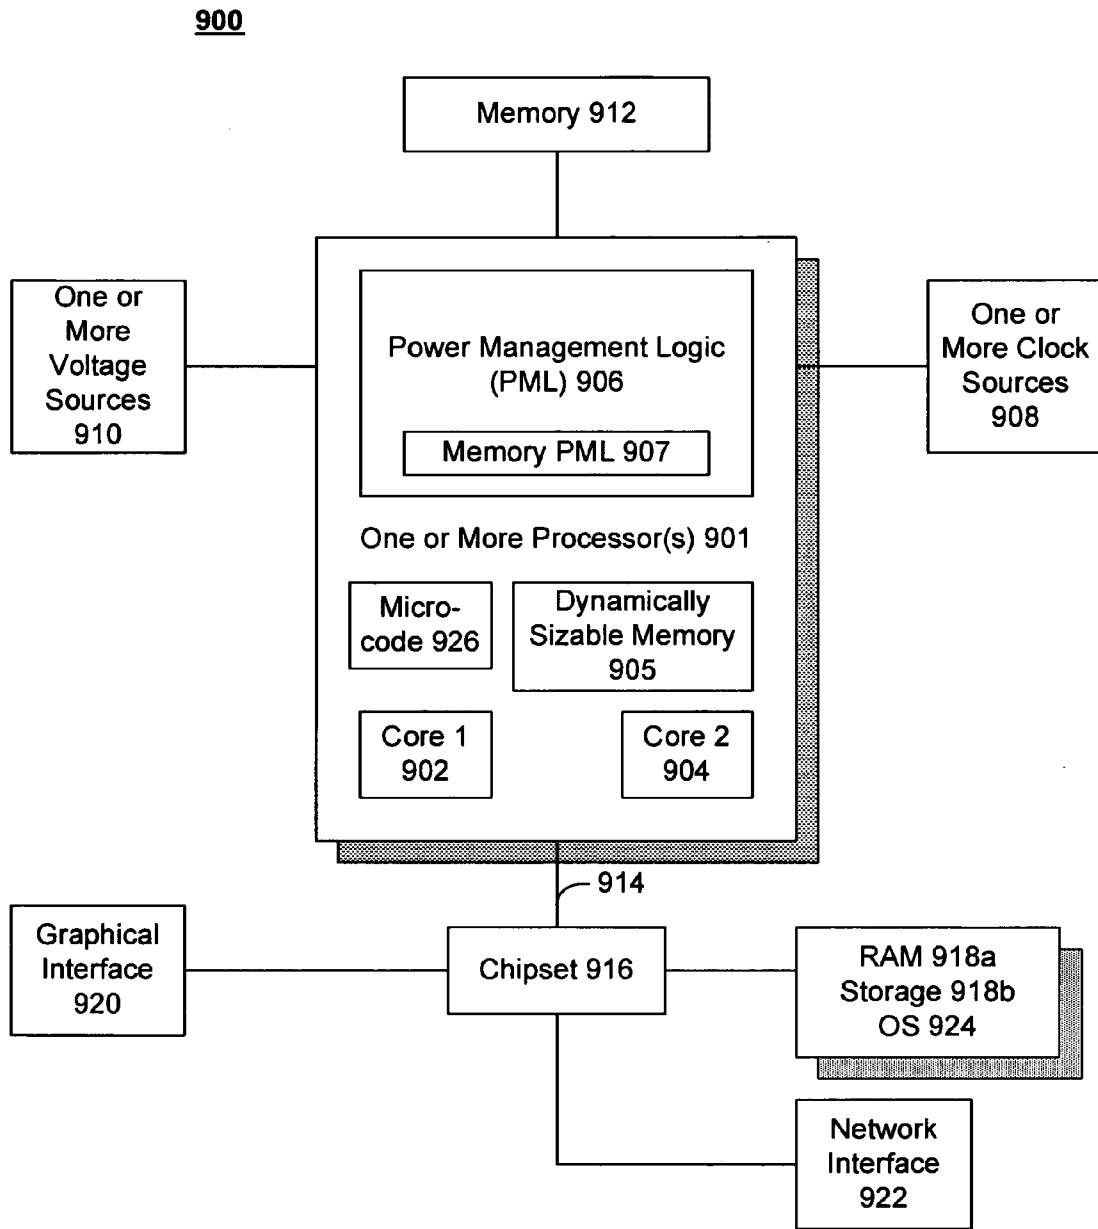 900
Memory 912
One or
More
Voltage
Sources
910
Power Management Logic
(PML) 906
Memory PML 907
One or
More Clock
Sources
908
One or More Processor(s) 901
Micro-
code 926
Dynamically
Sizable Memory
905
Core 1
902
Core 2
904
914
Graphical
Interface
920
Chipset 916
RAM 918a
Storage 918b
OS 924
Network
Interface
922